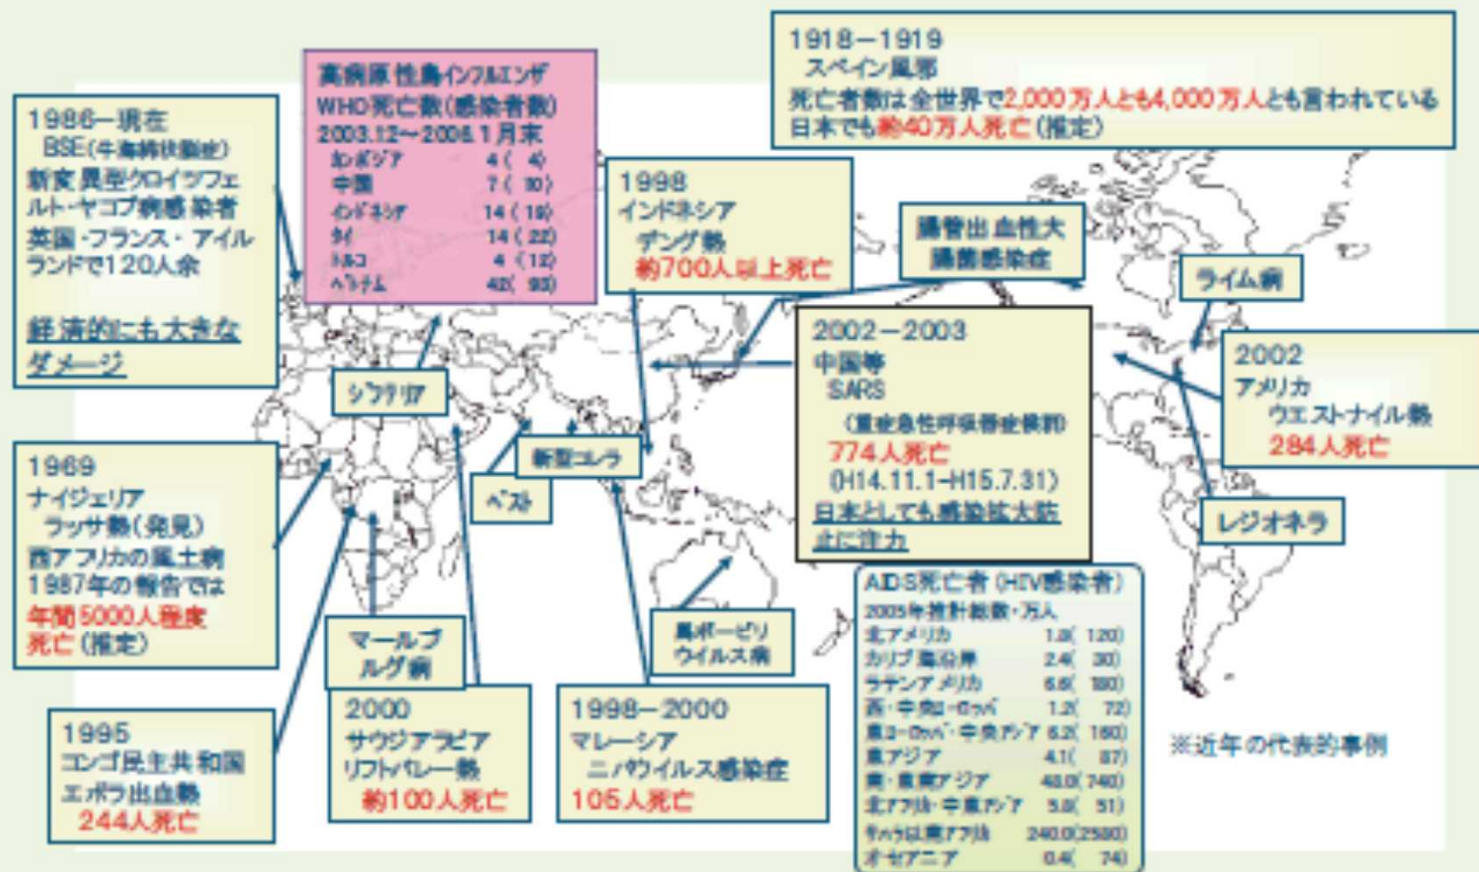 1918－1919
スペイン風邪
死亡者数は全世界で2,000万人とも4,000万人とも言われている
日本でも約40万人死亡(推定)
高病原性鳥インフルエンザ
WHO死亡数(感染者数)
2003.12～2006.1月末
カンボジア 4( 4)
中国 7( 10)
インドネシア 14( 19)
タイ 14( 22)
トルコ 4(12)
ベトナム 42( 93)
1986－現在
BSE(牛海綿状脳症)
新変異型クロイツフェ
ルト・ヤコブ病感染者
英国・フランス・アイル
ランドで120人余
経済的にも大きな
ダメージ
1998
インドネシア
デング熱
約700人以上死亡
腸管出血性大
腸菌感染症
ライム病
2002－2003
中国等
SARS
(重症急性呼吸器症候群)
774人死亡
(H14.11.1-H15.7.31)
日本としても感染拡大防
止に注力
2002
アメリカ
ウエストナイル熱
284人死亡
ジフテリア
新型コレラ
ペスト
レジオネラ
1969
ナイジェリア
ラッサ熱(発見)
西アフリカの風土病
1987年の報告では
年間5000人程度
死亡(推定)
マールブ
ルグ病
馬モービリ
ウイルス病
1995
コンゴ民主共和国
エボラ出血熱
244人死亡
2000
サウジアラビア
リフトバレー熱
約100人死亡
1998－2000
マレーシア
ニパウイルス感染症
105人死亡
AIDS死亡者(HIV感染者)
2005年推計総数・万人
北アメリカ 1.8( 120)
カリブ海沿岸 2.4( 30)
ラテンアメリカ 6.6( 180)
西・中央ヨーロッパ 1.2( 72)
東ヨーロッパ・中央アジア 6.2( 160)
東アジア 4.1( 87)
南・東南アジア 48.0(740)
北アフリカ・中東アジア 5.8( 51)
サハラ以南アフリカ 240.0(2580)
オセアニア 0.4( 74)
※近年の代表的事例